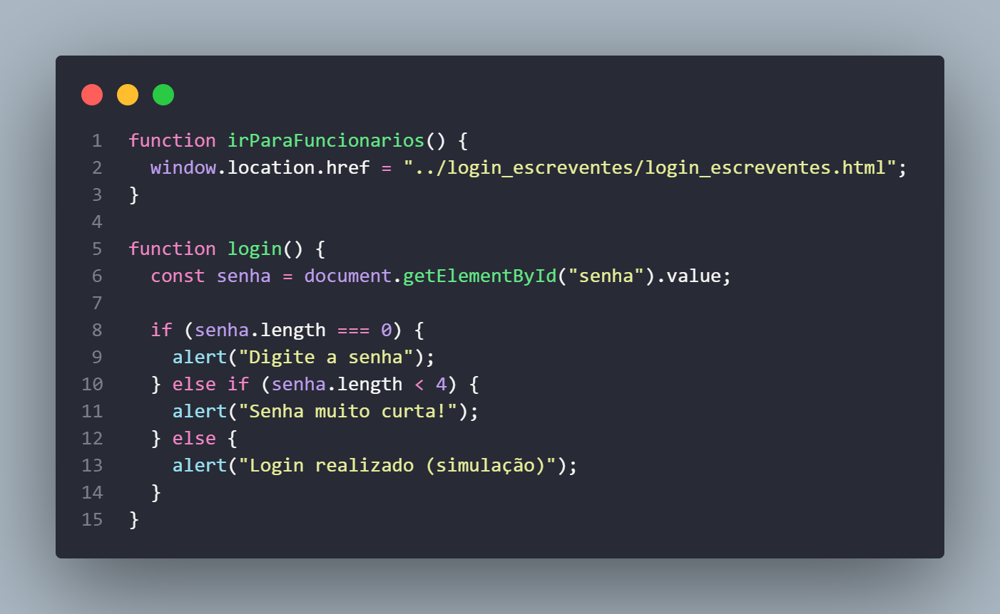 1 function irParaFuncionarios() {
2   window.location.href = "../login_escreventes/login_escreventes.html";
3 }
4
5 function login() {
6   const senha = document.getElementById("senha").value;
7
8   if (senha.length === 0) {
9     alert("Digite a senha");
10   } else if (senha.length < 4) {
11     alert("Senha muito curta!");
12   } else {
13     alert("Login realizado (simulação)");
14   }
15 }